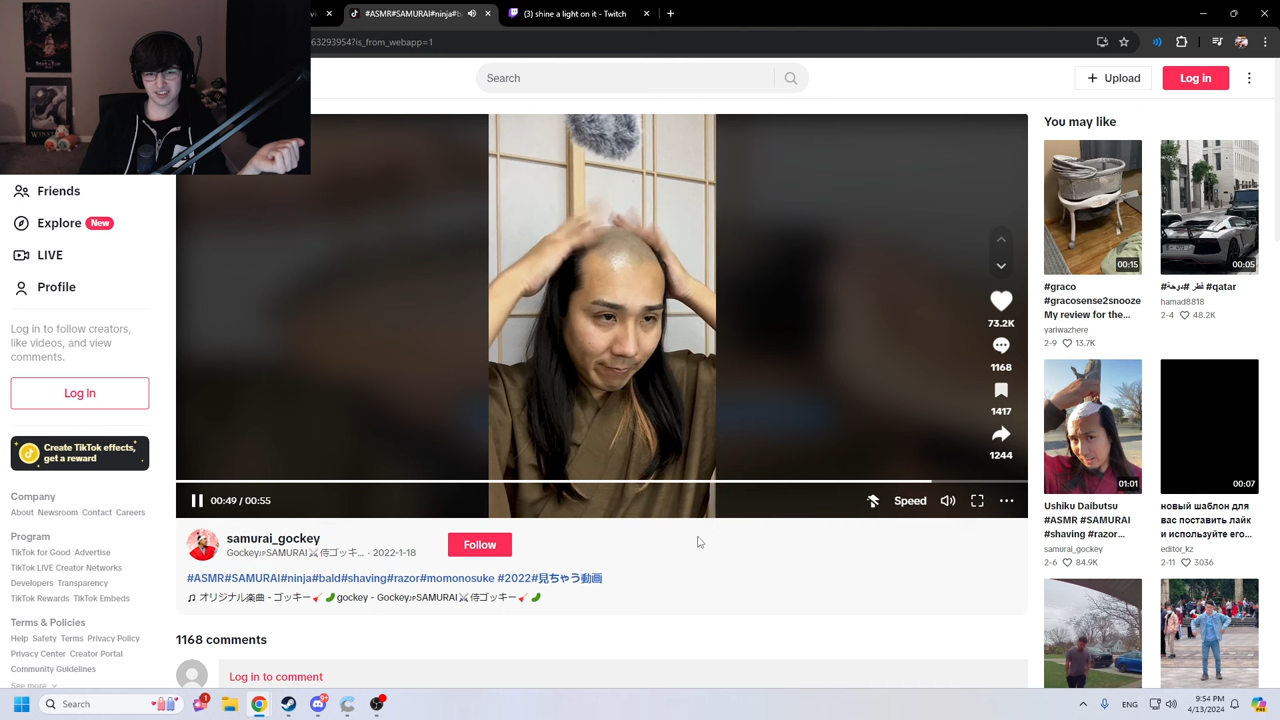 #ASMR#SAMURAI#ninja#b
(3) shine a light on it - Twitch
63293954?is_from_webapp=1
Search
Upload
Log in
Friends
Explore New
LIVE
Profile
Log in to follow creators,
like videos, and view
comments.
Log in
Create TikTok effects,
get a reward
Company
About Newsroom Contact Careers
Program
TikTok for Good Advertise
TikTok LIVE Creator Networks
Developers Transparency
TikTok Rewards TikTok Embeds
Terms & Policies
Help Safety Terms Privacy Policy
Privacy Center Creator Portal
Community Guidelines
See more
73.2K
1168
1417
1244
00:49 / 00:55
Speed
samurai_gockey
Gockey🇯🇵SAMURAI⚔️侍ゴッキ... · 2022-1-18
Follow
#ASMR#SAMURAI#ninja#bald#shaving#razor#momonosuke #2022#見ちゃう動画
オリジナル楽曲 - ゴッキー🎸🥒gockey - Gockey🇯🇵SAMURAI⚔️侍ゴッキー🎸🥒
1168 comments
Log in to comment
You may like
00:15
#graco
#gracosense2snooze
My review for the...
yariwazhere
2-9 13.7K
00:05
#قطر #دوحة #qatar
hamad8818
2-4 48.2K
01:01
Ushiku Daibutsu
#ASMR #SAMURAI
#shaving #razor...
samurai_gockey
2-6 84.9K
00:07
новый шаблон для
вас поставить лайк
и используйте его...
editor_kz
2-11 3036
Search
1
9+
ENG
9:54 PM
4/13/2024